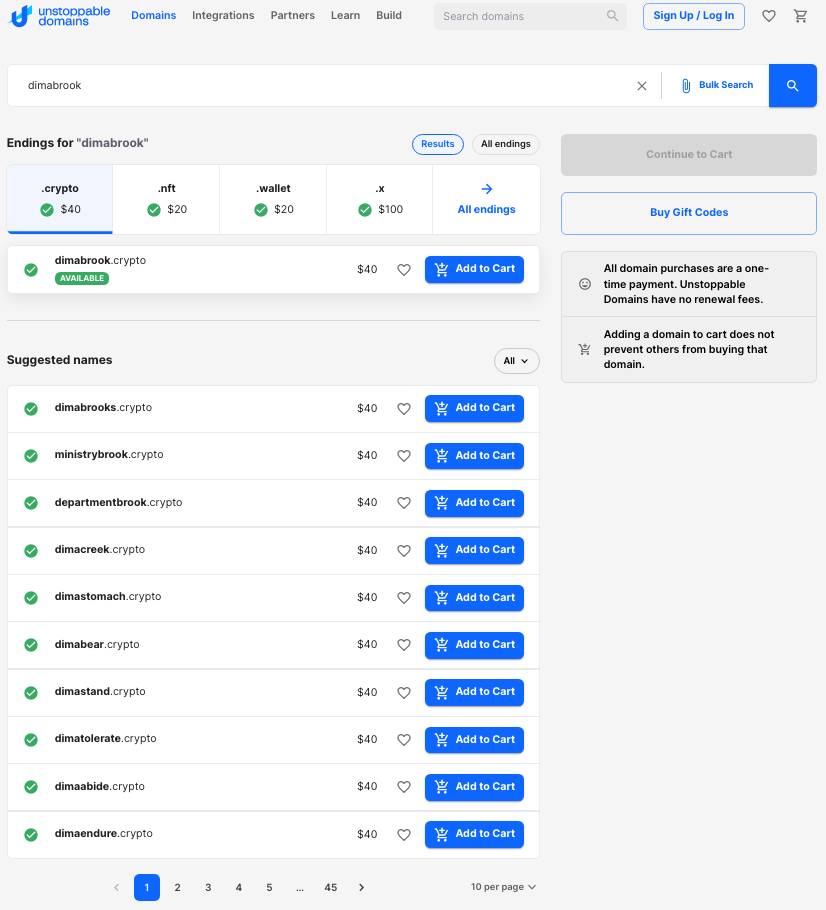 unstoppable domains
Domains
Integrations
Partners
Learn
Build
Search domains
Sign Up / Log In
dimabrook
Bulk Search
Endings for "dimabrook"
Results
All endings
.crypto
$40
.nft
$20
.wallet
$20
.x
$100
All endings
dimabrook.crypto
AVAILABLE
$40
Add to Cart
Continue to Cart
Buy Gift Codes
All domain purchases are a one-
time payment. Unstoppable
Domains have no renewal fees.
Adding a domain to cart does not
prevent others from buying that
domain.
Suggested names
All
dimabrooks.crypto $40 Add to Cart
ministrybrook.crypto $40 Add to Cart
departmentbrook.crypto $40 Add to Cart
dimacreek.crypto $40 Add to Cart
dimastomach.crypto $40 Add to Cart
dimabear.crypto $40 Add to Cart
dimastand.crypto $40 Add to Cart
dimatolerate.crypto $40 Add to Cart
dimaabide.crypto $40 Add to Cart
dimaendure.crypto $40 Add to Cart
1 2 3 4 5 ... 45
10 per page